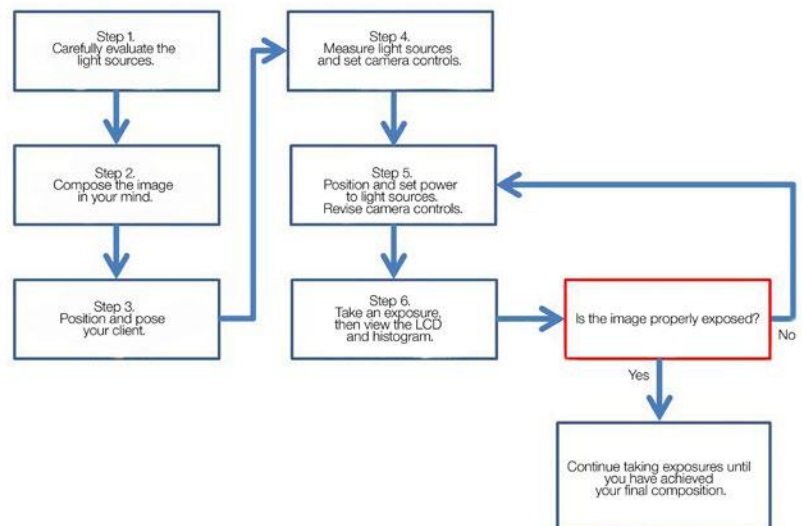 Step 1.
Carefully evaluate the
light sources.
Step 2.
Compose the image
in your mind.
Step 3.
Position and pose
your client.
Step 4.
Measure light sources
and set camera controls.
Step 5.
Position and set power
to light sources.
Revise camera controls.
Step 6.
Take an exposure,
then view the LCD
and histogram.
Is the image properly exposed?
No
Yes
Continue taking exposures until
you have achieved
your final composition.